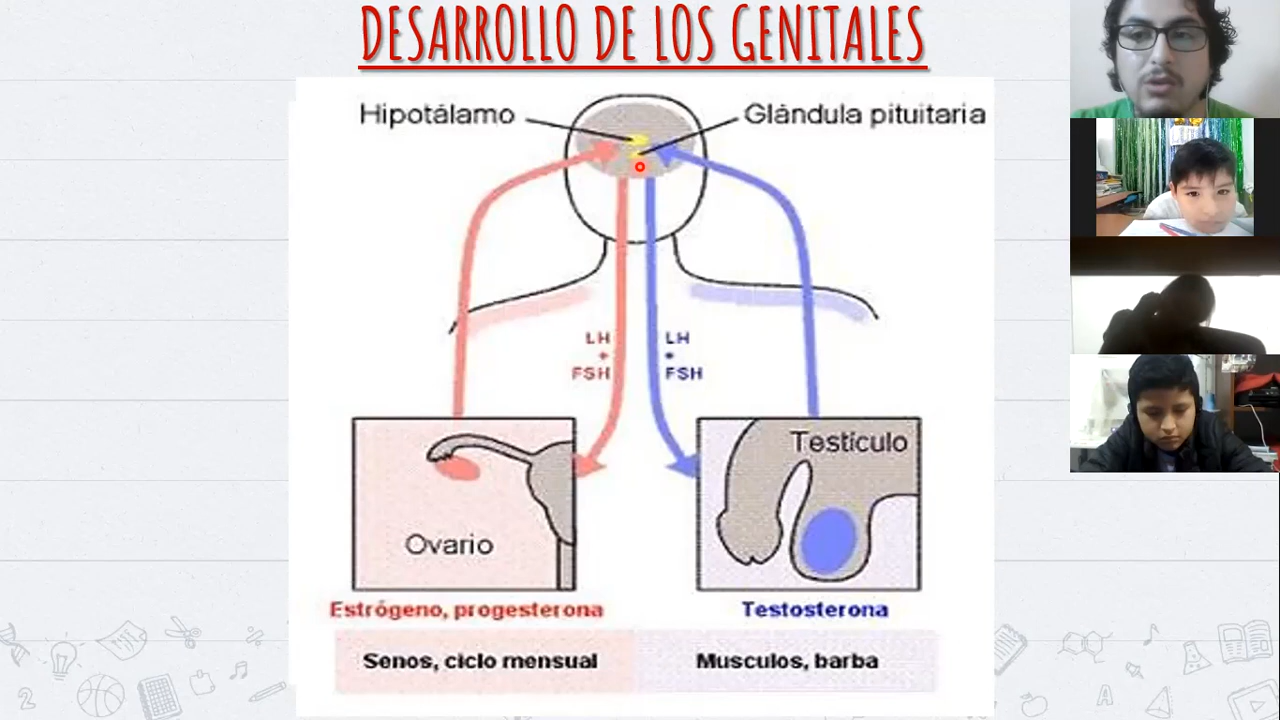 DESARROLLO DE LOS GENITALES
Hipotálamo
Glándula pituitaria
LH
+
FSH
LH
+
FSH
Ovario
Testículo
Estrógeno, progesterona
Testosterona
Senos, ciclo mensual
Musculos, barba